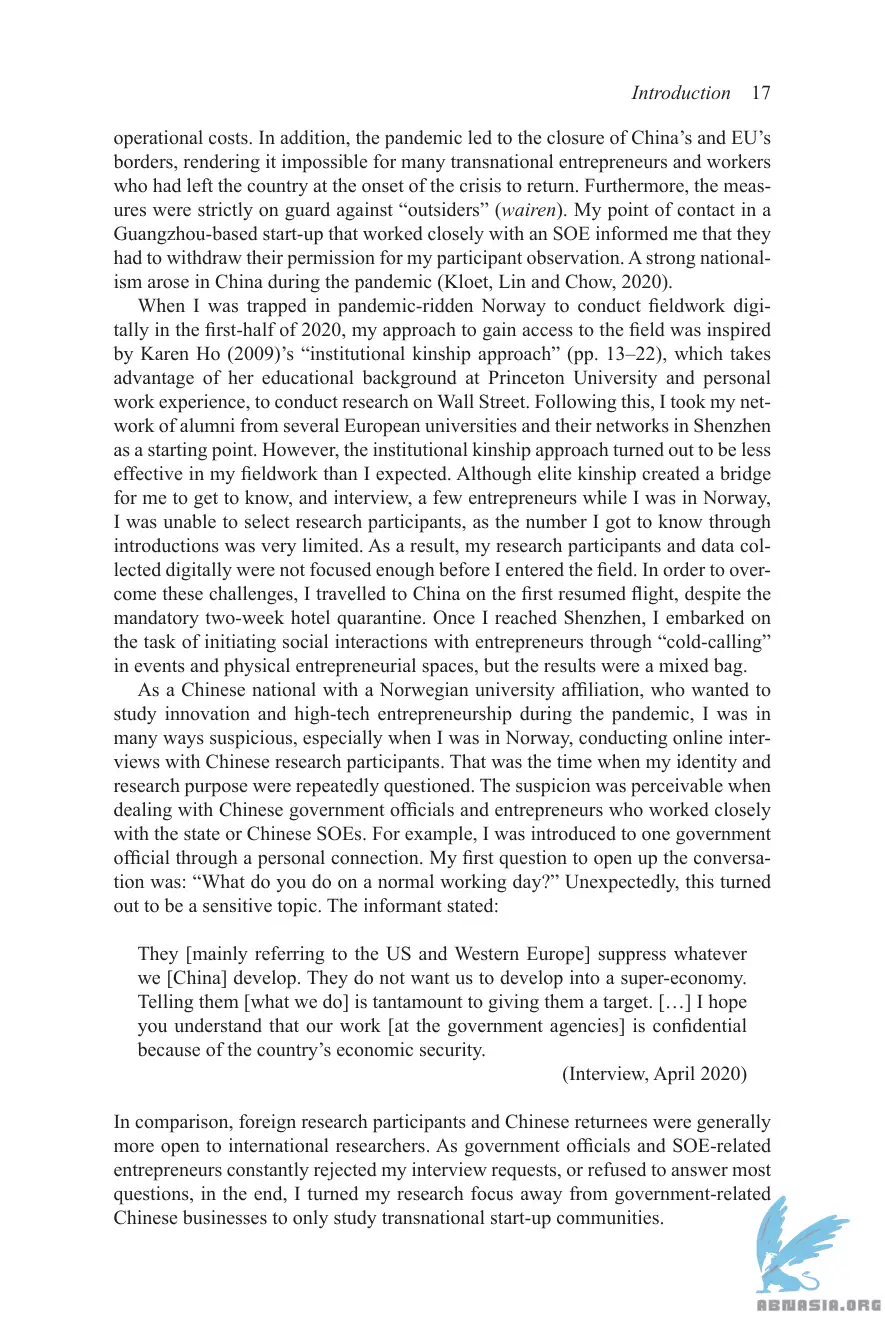 Introduction 17
operational costs. In addition, the pandemic led to the closure of China’s and EU’s
borders, rendering it impossible for many transnational entrepreneurs and workers
who had left the country at the onset of the crisis to return. Furthermore, the meas-
ures were strictly on guard against “outsiders” (wairen). My point of contact in a
Guangzhou-based start-up that worked closely with an SOE informed me that they
had to withdraw their permission for my participant observation. A strong national-
ism arose in China during the pandemic (Kloet, Lin and Chow, 2020).
When I was trapped in pandemic-ridden Norway to conduct fieldwork digi-
tally in the first-half of 2020, my approach to gain access to the field was inspired
by Karen Ho (2009)’s “institutional kinship approach” (pp. 13–22), which takes
advantage of her educational background at Princeton University and personal
work experience, to conduct research on Wall Street. Following this, I took my net-
work of alumni from several European universities and their networks in Shenzhen
as a starting point. However, the institutional kinship approach turned out to be less
effective in my fieldwork than I expected. Although elite kinship created a bridge
for me to get to know, and interview, a few entrepreneurs while I was in Norway,
I was unable to select research participants, as the number I got to know through
introductions was very limited. As a result, my research participants and data col-
lected digitally were not focused enough before I entered the field. In order to over-
come these challenges, I travelled to China on the first resumed flight, despite the
mandatory two-week hotel quarantine. Once I reached Shenzhen, I embarked on
the task of initiating social interactions with entrepreneurs through “cold-calling”
in events and physical entrepreneurial spaces, but the results were a mixed bag.
As a Chinese national with a Norwegian university affiliation, who wanted to
study innovation and high-tech entrepreneurship during the pandemic, I was in
many ways suspicious, especially when I was in Norway, conducting online inter-
views with Chinese research participants. That was the time when my identity and
research purpose were repeatedly questioned. The suspicion was perceivable when
dealing with Chinese government officials and entrepreneurs who worked closely
with the state or Chinese SOEs. For example, I was introduced to one government
official through a personal connection. My first question to open up the conversa-
tion was: “What do you do on a normal working day?” Unexpectedly, this turned
out to be a sensitive topic. The informant stated:
They [mainly referring to the US and Western Europe] suppress whatever
we [China] develop. They do not want us to develop into a super-economy.
Telling them [what we do] is tantamount to giving them a target. […] I hope
you understand that our work [at the government agencies] is confidential
because of the country’s economic security.
(Interview, April 2020)
In comparison, foreign research participants and Chinese returnees were generally
more open to international researchers. As government officials and SOE-related
entrepreneurs constantly rejected my interview requests, or refused to answer most
questions, in the end, I turned my research focus away from government-related
Chinese businesses to only study transnational start-up communities.
ABNASIA.ORG